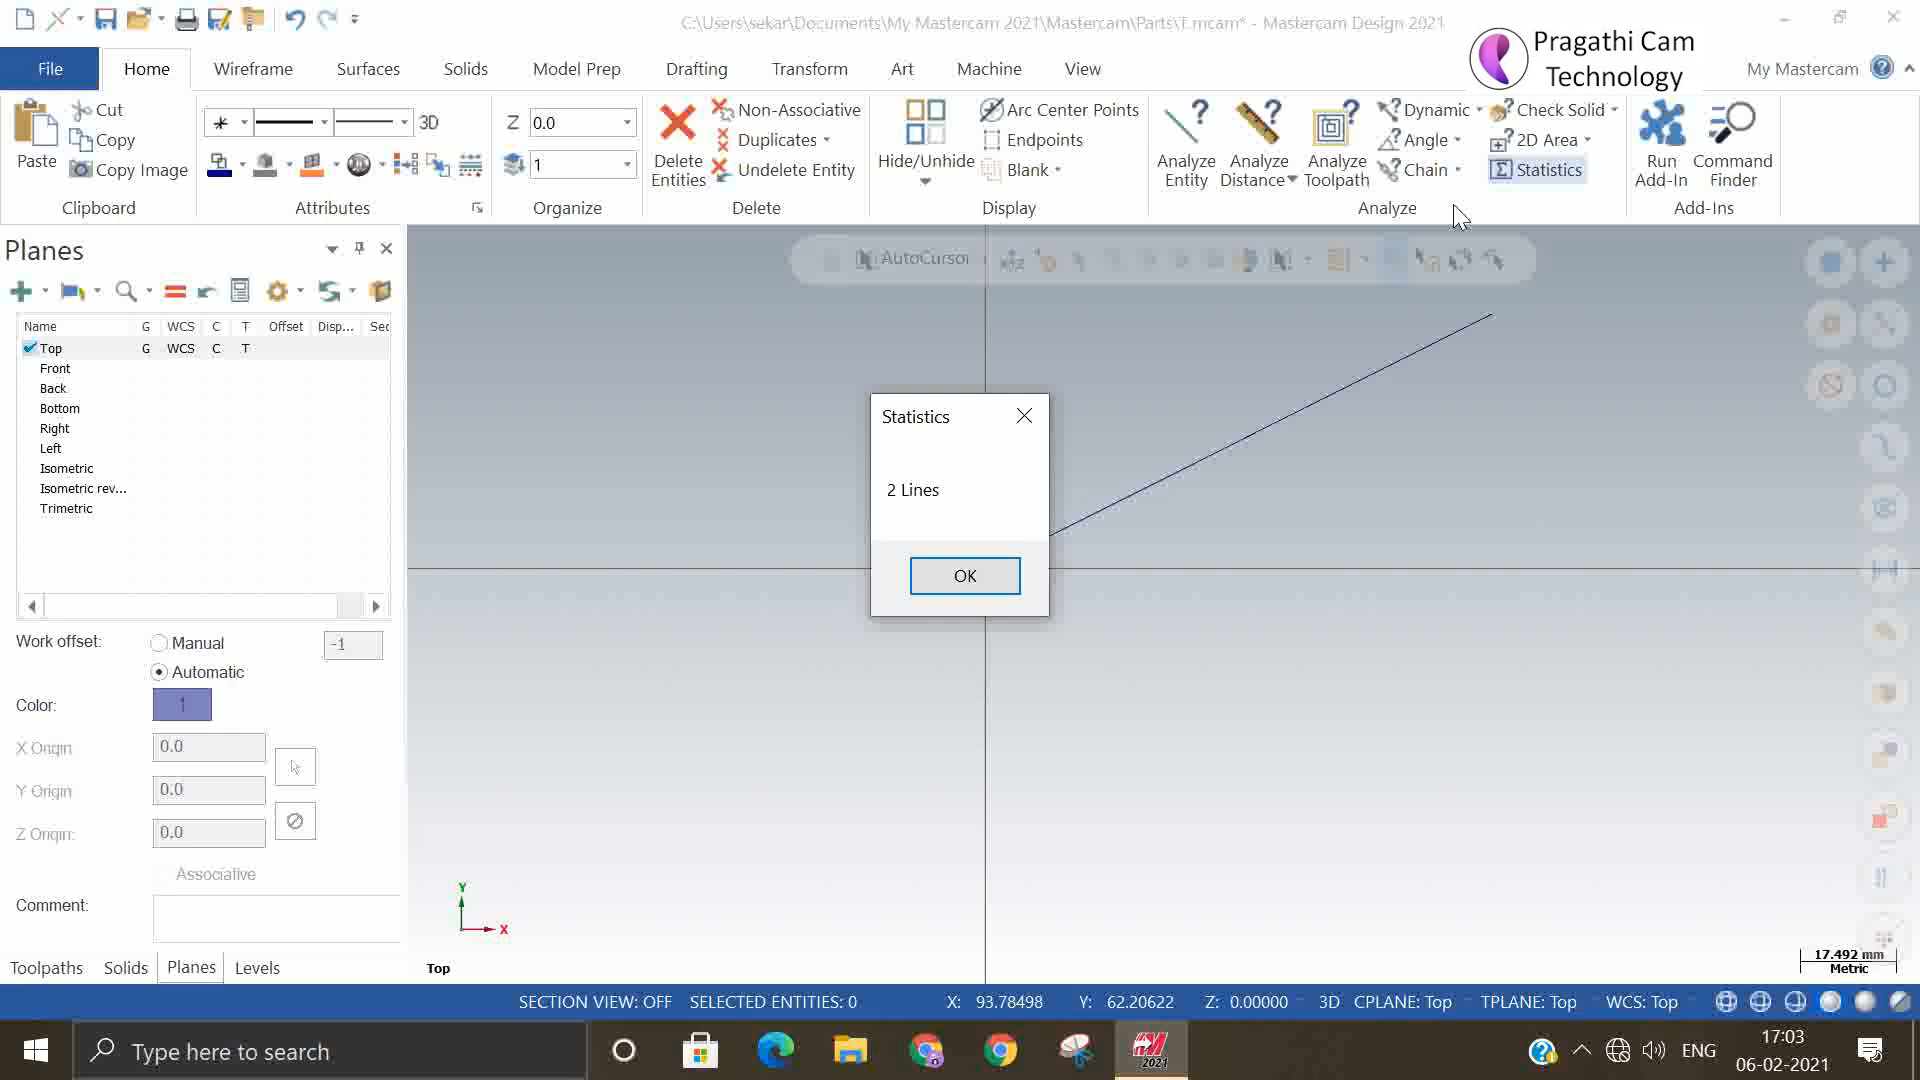 C:\Users\sekar\Documents\My Mastercam 2021\Mastercam\Parts\T.mcam* - Mastercam Design 2021
Pragathi Cam
Technology
File
Home
Wireframe
Surfaces
Solids
Model Prep
Drafting
Transform
Art
Machine
View
My Mastercam
Paste
Cut
Copy
Copy Image
Clipboard
3D
Attributes
Z 0.0
1
Organize
Delete
Entities
Non-Associative
Duplicates
Undelete Entity
Delete
Hide/Unhide
Arc Center Points
Endpoints
Blank
Display
Analyze
Entity
Analyze
Distance
Analyze
Toolpath
Dynamic
Angle
Chain
Check Solid
2D Area
Statistics
Analyze
Run
Add-In
Command
Finder
Add-Ins
Planes
Name G WCS C T Offset Disp... Sec
Top G WCS C T
Front
Back
Bottom
Right
Left
Isometric
Isometric rev...
Trimetric
Work offset:
Manual
-1
Automatic
Color:
1
X Origin
0.0
Y Origin
0.0
Z Origin:
0.0
Associative
Comment:
Toolpaths
Solids
Planes
Levels
AutoCursor
Statistics
2 Lines
OK
Y
X
Top
17.492 mm
Metric
SECTION VIEW: OFF
SELECTED ENTITIES: 0
X: 93.78498
Y: 62.20622
Z: 0.00000
3D
CPLANE: Top
TPLANE: Top
WCS: Top
Type here to search
2021
ENG
17:03
06-02-2021